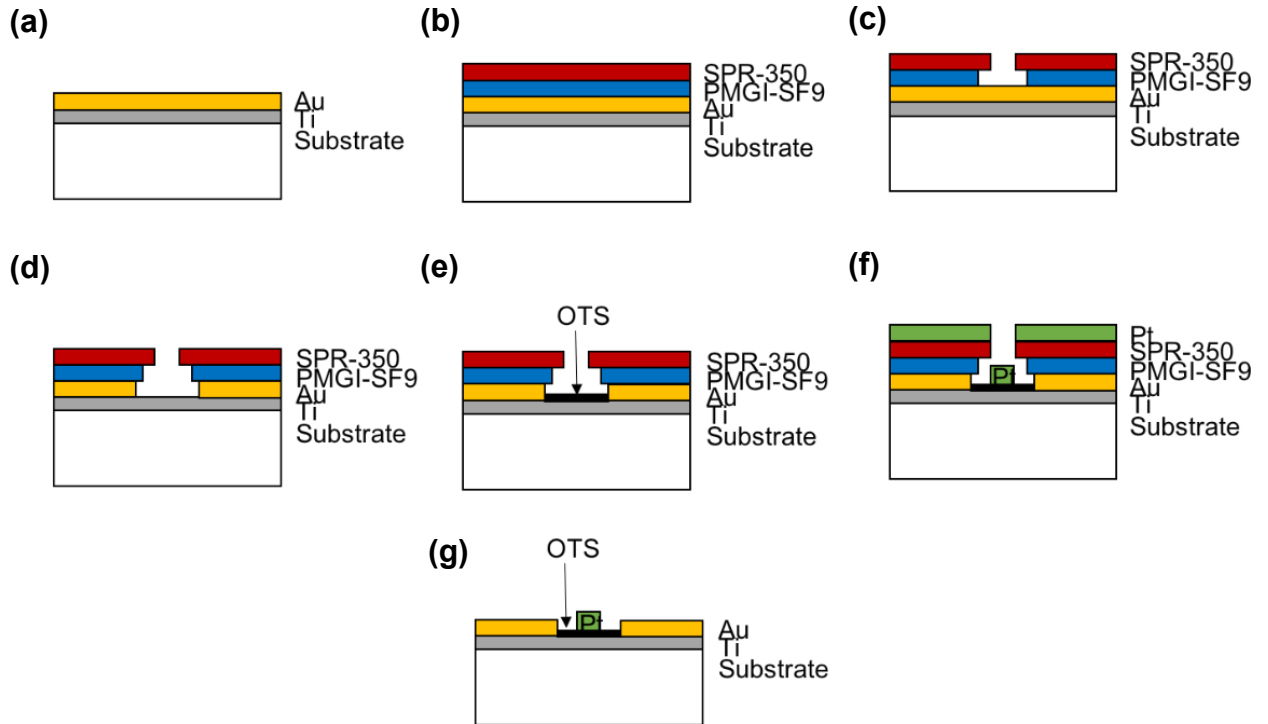 (a)
Au
Ti
Substrate
(b)
SPR-350
PMGI-SF9
Au
Ti
Substrate
(c)
SPR-350
PMGI-SF9
Au
Ti
Substrate
(d)
SPR-350
PMGI-SF9
Au
Ti
Substrate
(e)
OTS
SPR-350
PMGI-SF9
Au
Ti
Substrate
(f)
Pt
SPR-350
PMGI-SF9
Pt
Au
Ti
Substrate
(g)
OTS
Pt
Au
Ti
Substrate